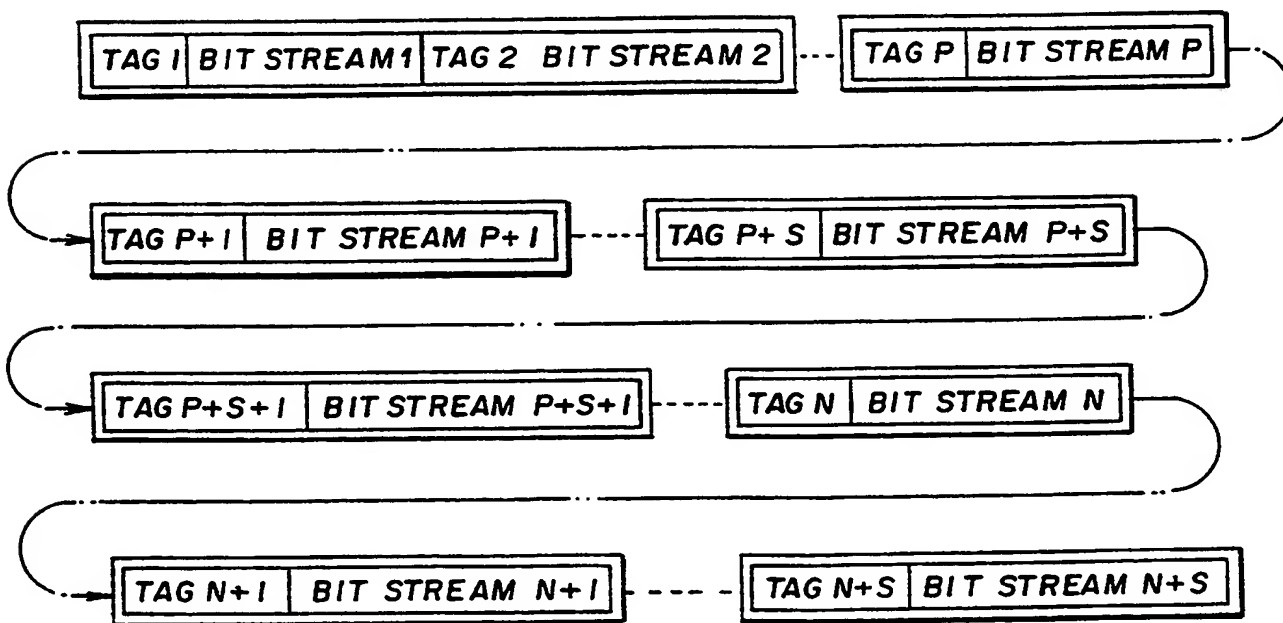 TAG 1 BIT STREAM 1 TAG 2 BIT STREAM 2 TAG P BIT STREAM P
TAG P+1 BIT STREAM P+1 TAG P+S BIT STREAM P+S
TAG P+S+1 BIT STREAM P+S+1 TAG N BIT STREAM N
TAG N+1 BIT STREAM N+1 TAG N+S BIT STREAM N+S